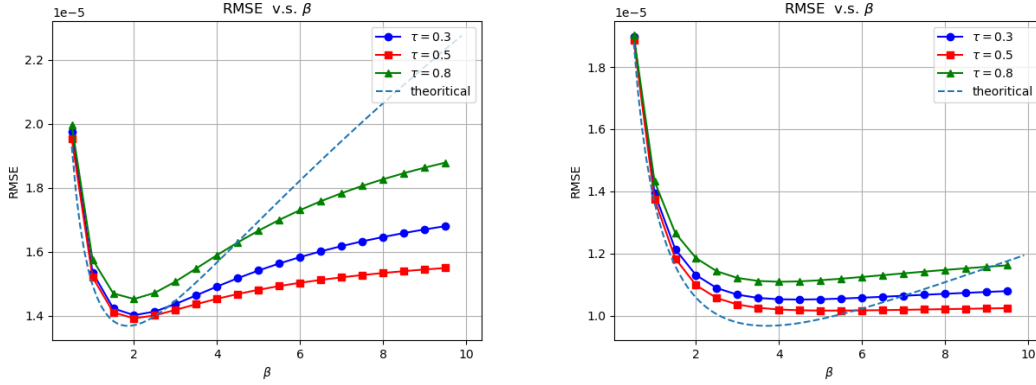 RMSE v.s. β
1e−5
2.2
2.0
1.8
1.6
1.4
RMSE
2
4
6
8
10
β
τ = 0.3
τ = 0.5
τ = 0.8
theoritical
RMSE v.s. β
1e−5
1.8
1.6
1.4
1.2
1.0
RMSE
2
4
6
8
10
β
τ = 0.3
τ = 0.5
τ = 0.8
theoritical